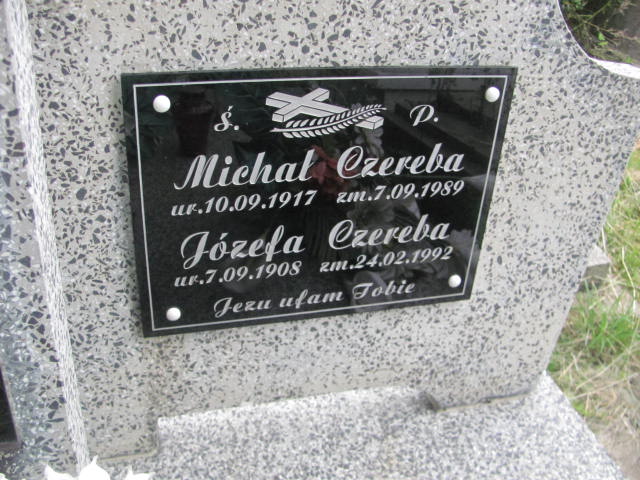 Ś. P.
Michał Czereba
ur.10.09.1917 zm.7.09.1989
Józefa Czereba
ur.7.09.1908 zm.24.02.1992
Jezu ufam Tobie